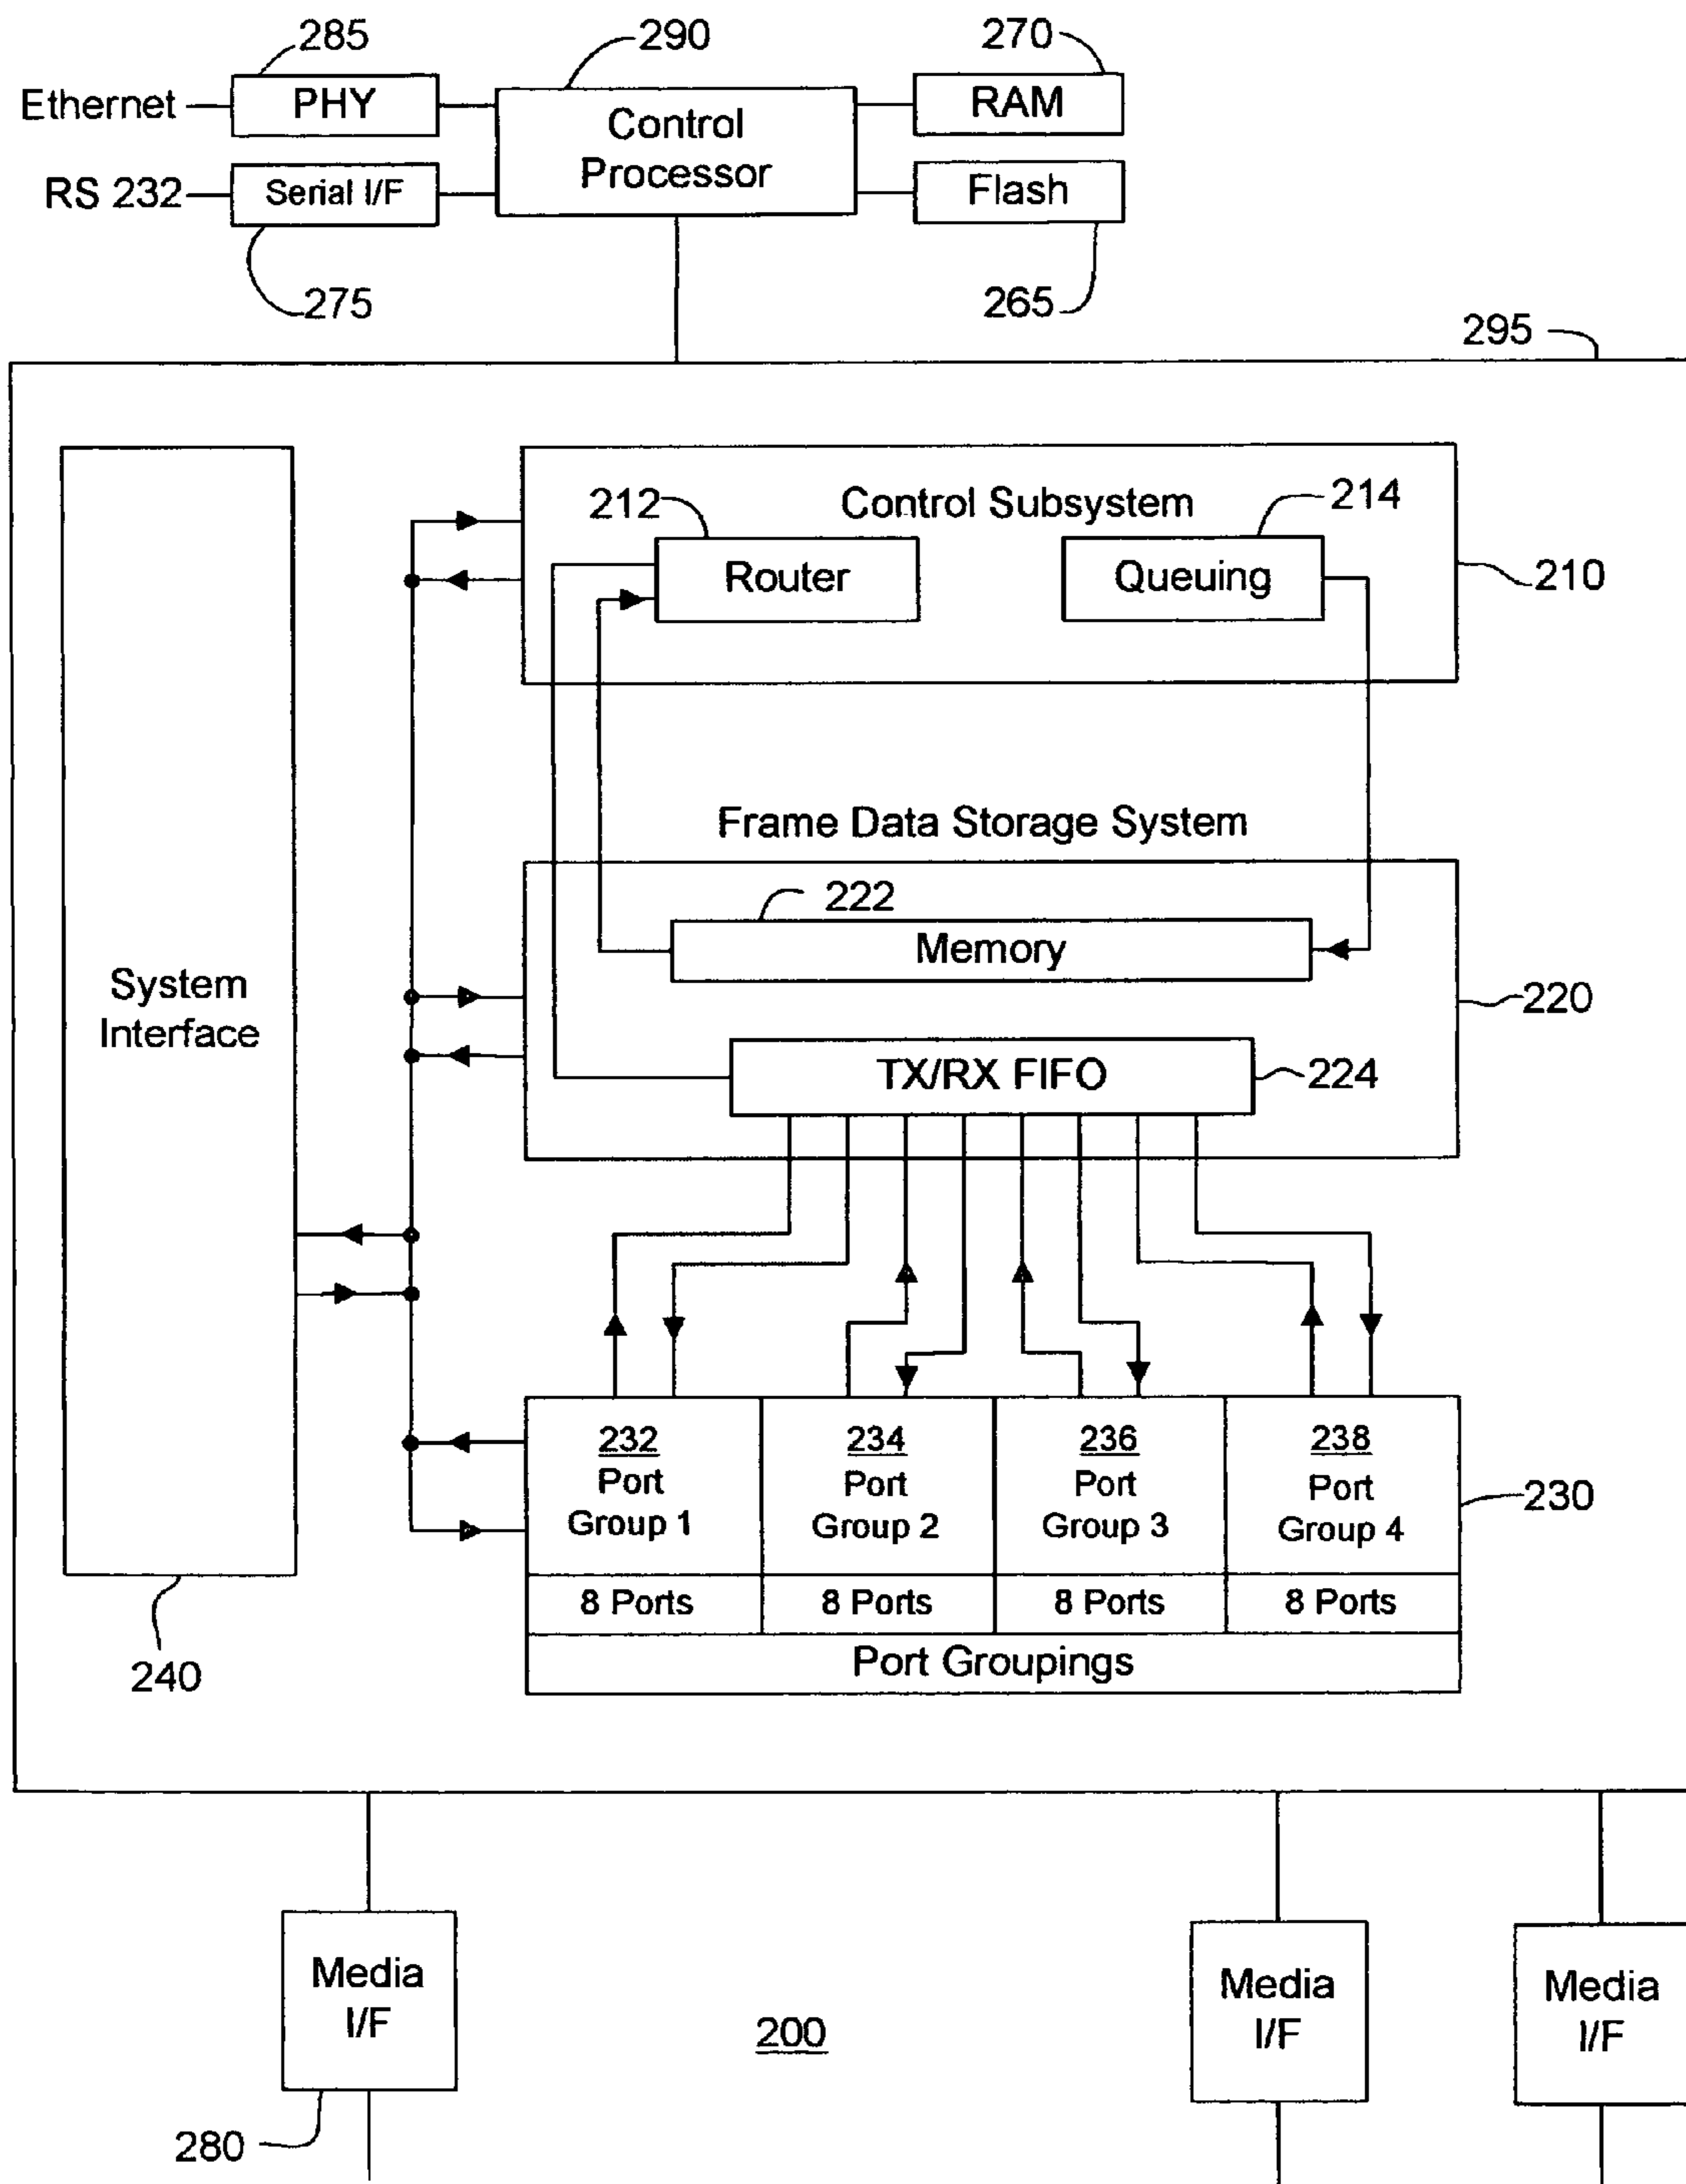 285
290
270
Ethernet
PHY
Control
Processor
RAM
RS 232
Serial I/F
Flash
275
265
295
Control Subsystem
212
214
Router
Queuing
210
Frame Data Storage System
222
Memory
System
Interface
220
TX/RX FIFO
224
232
Port
Group 1
234
Port
Group 2
236
Port
Group 3
238
Port
Group 4
230
8 Ports
8 Ports
8 Ports
8 Ports
Port Groupings
240
Media
I/F
Media
I/F
Media
I/F
200
280